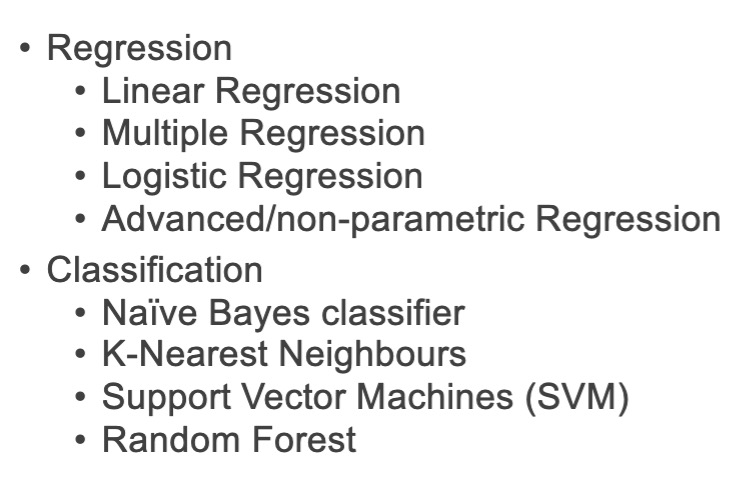 • Regression
• Linear Regression
• Multiple Regression
• Logistic Regression
• Advanced/non-parametric Regression
• Classification
• Naïve Bayes classifier
• K-Nearest Neighbours
• Support Vector Machines (SVM)
• Random Forest